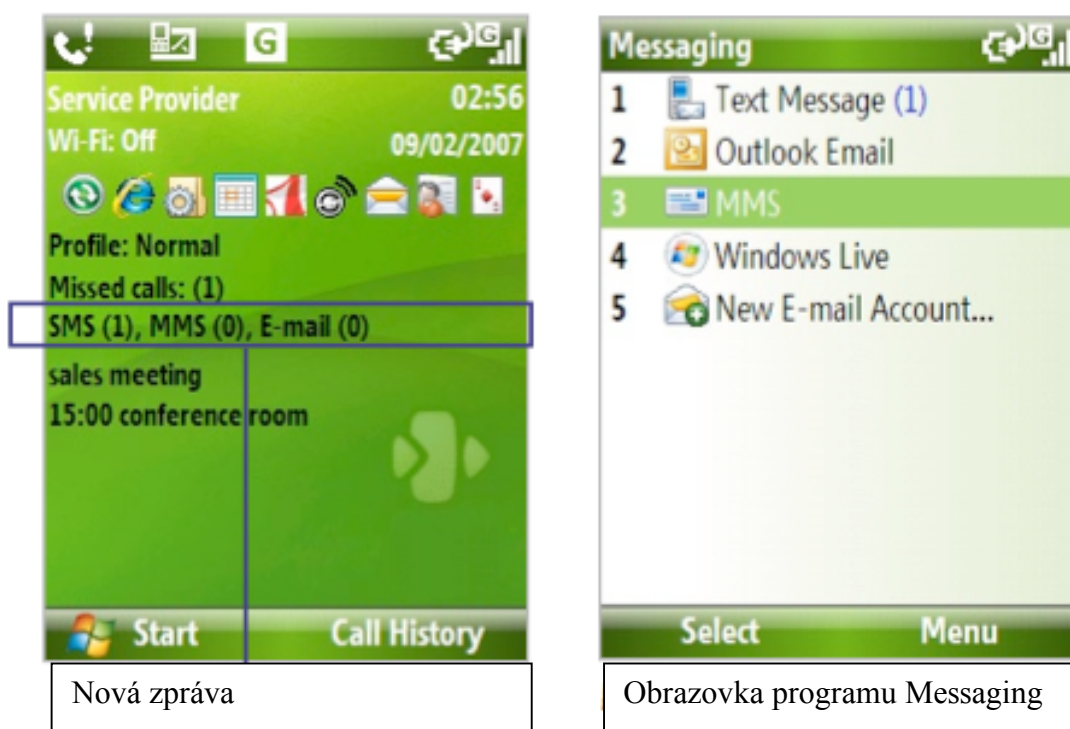 G
G
Service Provider 02:56
Wi-Fi: Off 09/02/2007
Profile: Normal
Missed calls: (1)
SMS (1), MMS (0), E-mail (0)
sales meeting
15:00 conference room
Start Call History
Nová zpráva
Messaging G
1 Text Message (1)
2 Outlook Email
3 MMS
4 Windows Live
5 New E-mail Account...
Select Menu
Obrazovka programu Messaging